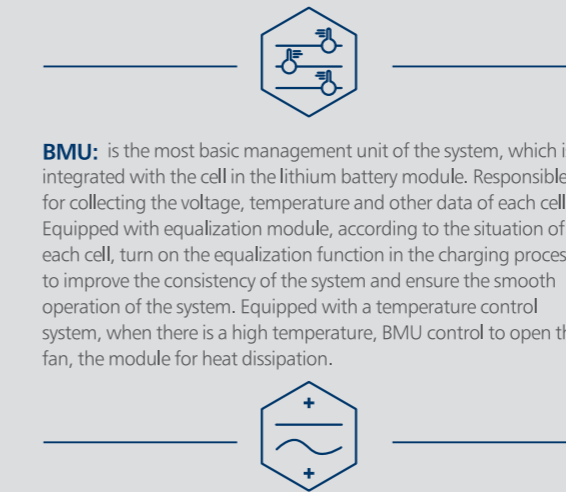 BMU: is the most basic management unit of the system, which i
integrated with the cell in the lithium battery module. Responsible
for collecting the voltage, temperature and other data of each cell
Equipped with equalization module, according to the situation of
each cell, turn on the equalization function in the charging proces
to improve the consistency of the system and ensure the smooth
operation of the system. Equipped with a temperature control
system, when there is a high temperature, BMU control to open th
fan, the module for heat dissipation.